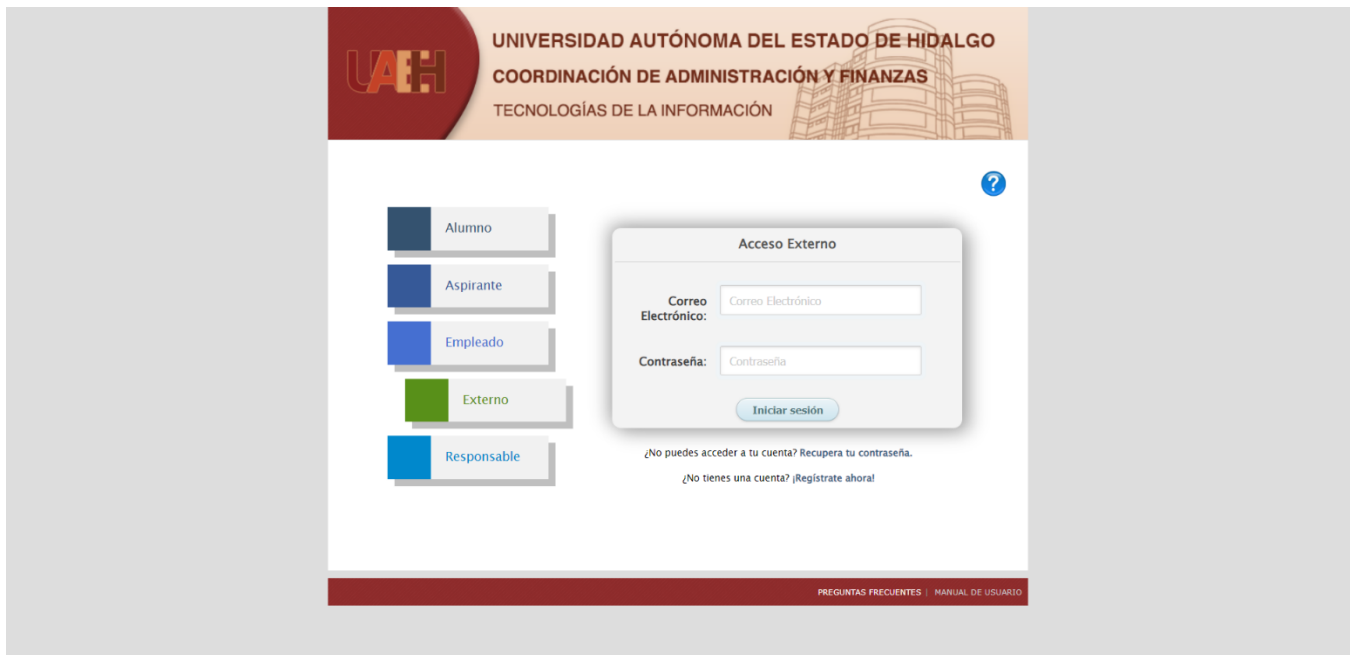 UAEH
UNIVERSIDAD AUTÓNOMA DEL ESTADO DE HIDALGO
COORDINACIÓN DE ADMINISTRACIÓN Y FINANZAS
TECNOLOGÍAS DE LA INFORMACIÓN
?
Alumno
Aspirante
Empleado
Externo
Responsable
Acceso Externo
Correo
Electrónico:
Correo Electrónico
Contraseña:
Contraseña
Iniciar sesión
¿No puedes acceder a tu cuenta? Recupera tu contraseña.
¿No tienes una cuenta? ¡Regístrate ahora!
PREGUNTAS FRECUENTES | MANUAL DE USUARIO